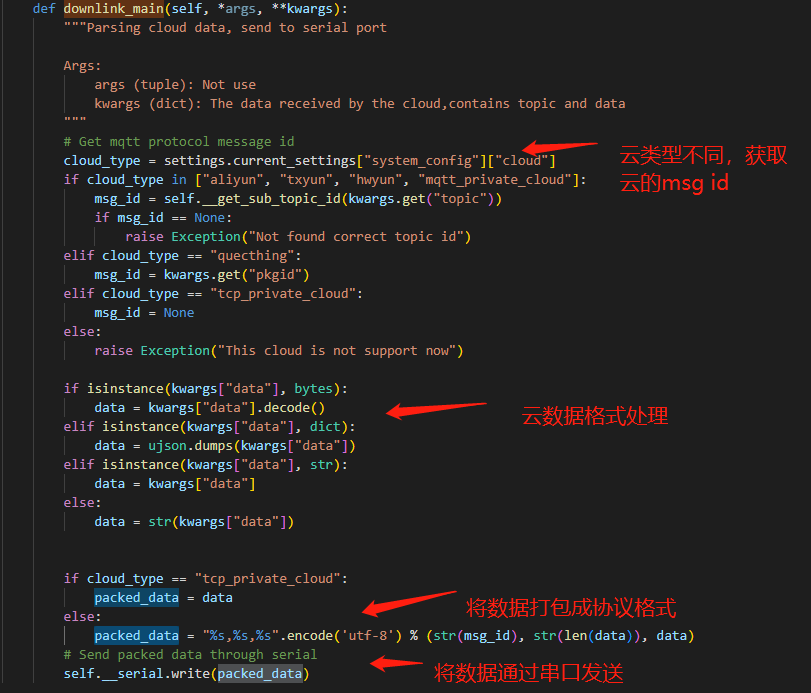 def downlink_main(self, *args, **kwargs):
"""Parsing cloud data, send to serial port
Args:
args (tuple): Not use
kwargs (dict): The data received by the cloud,contains topic and data
"""
# Get mqtt protocol message id
cloud_type = settings.current_settings["system_config"]["cloud"]
云类型不同，获取
云的msg id
if cloud_type in ["aliyun", "txyun", "hwyun", "mqtt_private_cloud"]:
msg_id = self.__get_sub_topic_id(kwargs.get("topic"))
if msg_id == None:
raise Exception("Not found correct topic id")
elif cloud_type == "quecthing":
msg_id = kwargs.get("pkgid")
elif cloud_type == "tcp_private_cloud":
msg_id = None
else:
raise Exception("This cloud is not support now")
if isinstance(kwargs["data"], bytes):
data = kwargs["data"].decode()
云数据格式处理
elif isinstance(kwargs["data"], dict):
data = ujson.dumps(kwargs["data"])
elif isinstance(kwargs["data"], str):
data = kwargs["data"]
else:
data = str(kwargs["data"])
if cloud_type == "tcp_private_cloud":
packed_data = data
将数据打包成协议格式
else:
packed_data = "%s,%s,%s".encode('utf-8') % (str(msg_id), str(len(data)), data)
# Send packed data through serial
self.__serial.write(packed_data)
将数据通过串口发送